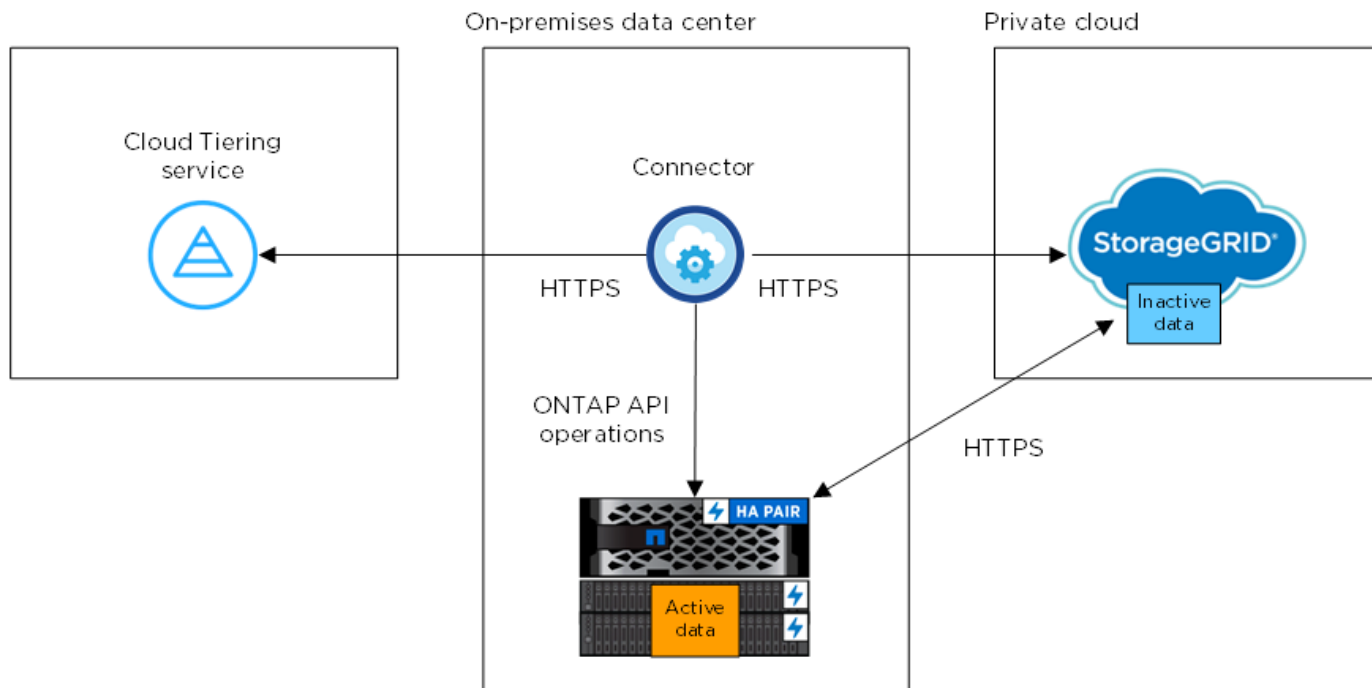 On-premises data center
Private cloud
Cloud Tiering
service
Connector
StorageGRID®
Inactive
data
HTTPS
HTTPS
ONTAP API
operations
HTTPS
HA PAIR
Active
data